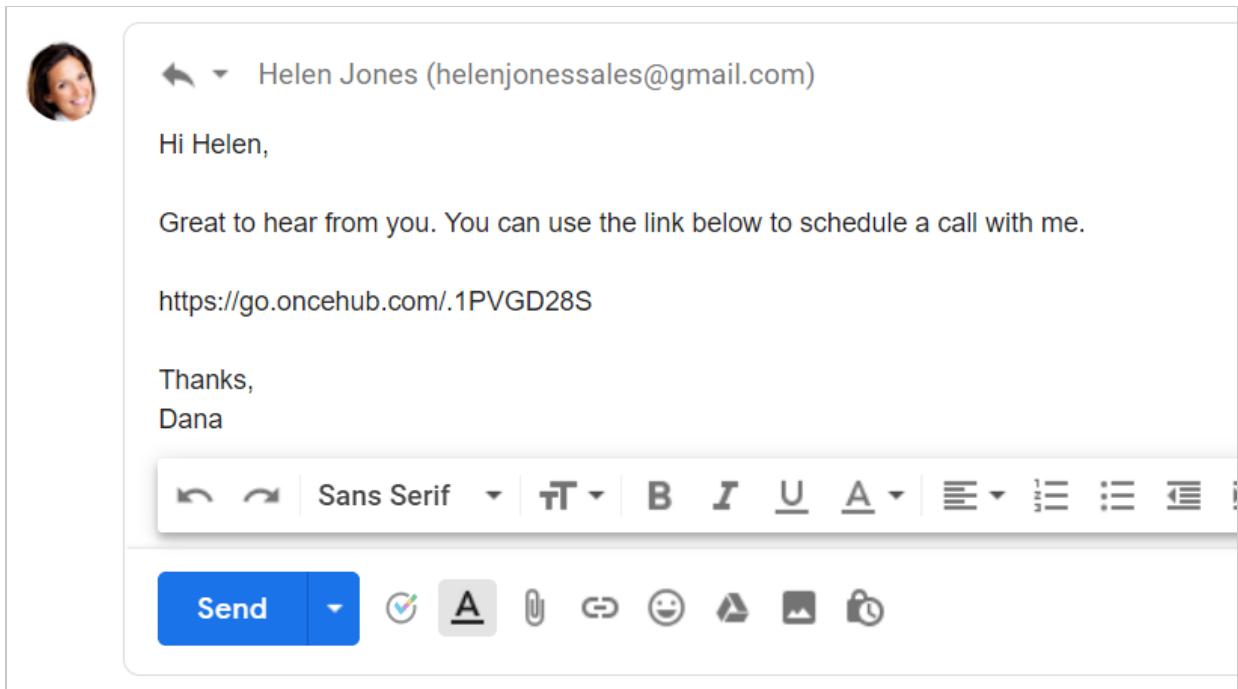 Helen Jones (helenjonessales@gmail.com)
Hi Helen,
Great to hear from you. You can use the link below to schedule a call with me.
https://go.oncehub.com/.1PVGD28S
Thanks,
Dana
Sans Serif
Send